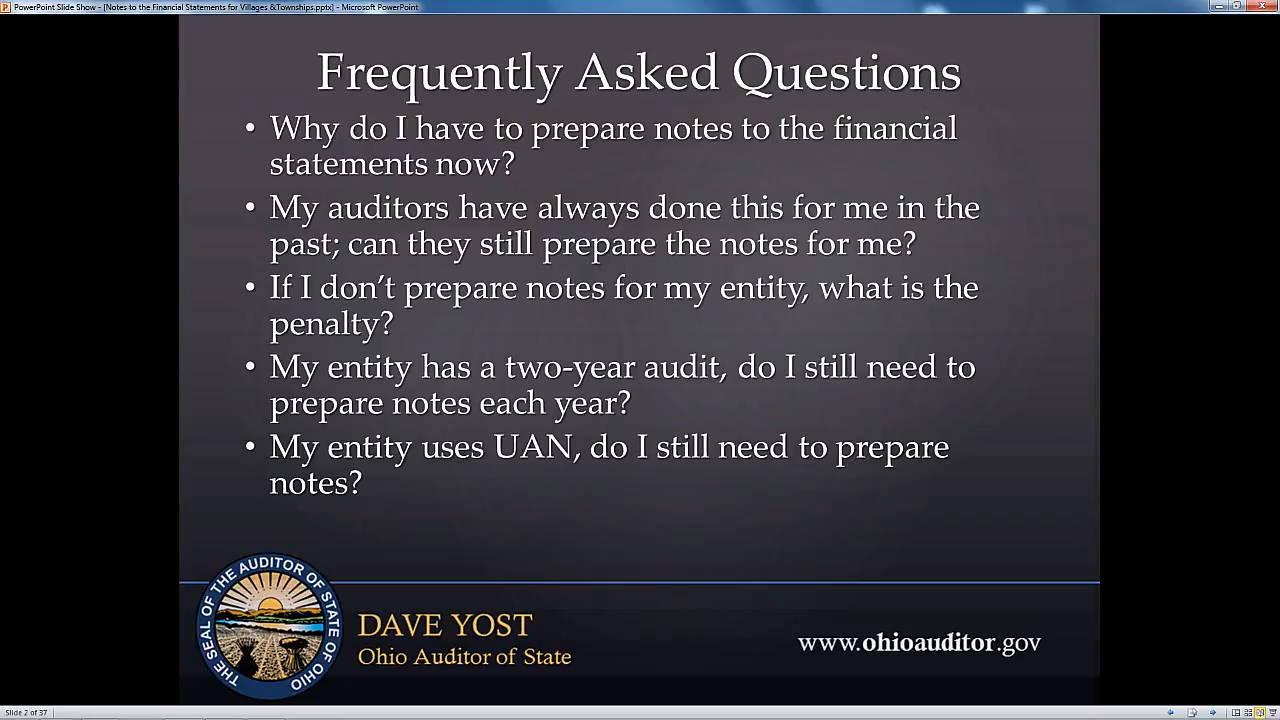 PowerPoint Slide Show - [Notes to the Financial Statements for Villages &Townships.pptx] - Microsoft PowerPoint
Frequently Asked Questions
• Why do I have to prepare notes to the financial
statements now?
• My auditors have always done this for me in the
past; can they still prepare the notes for me?
• If I don’t prepare notes for my entity, what is the
penalty?
• My entity has a two-year audit, do I still need to
prepare notes each year?
• My entity uses UAN, do I still need to prepare
notes?
THE SEAL OF THE AUDITOR OF STATE OF OHIO
DAVE YOST
Ohio Auditor of State
www.ohioauditor.gov
Slide 2 of 37